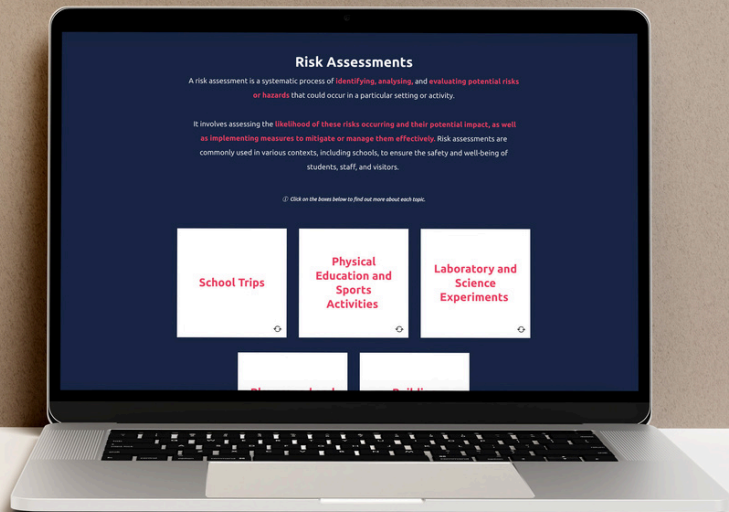 Risk Assessments
A risk assessment is a systematic process of identifying, analysing, and evaluating potential risks
or hazards that could occur in a particular setting or activity.
It involves assessing the likelihood of these risks occurring and their potential impact, as well
as implementing measures to mitigate or manage them effectively. Risk assessments are
commonly used in various contexts, including schools, to ensure the safety and well-being of
students, staff, and visitors.
Click on the boxes below to find out more about each topic.
School Trips
Physical
Education and
Sports
Activities
Laboratory and
Science
Experiments